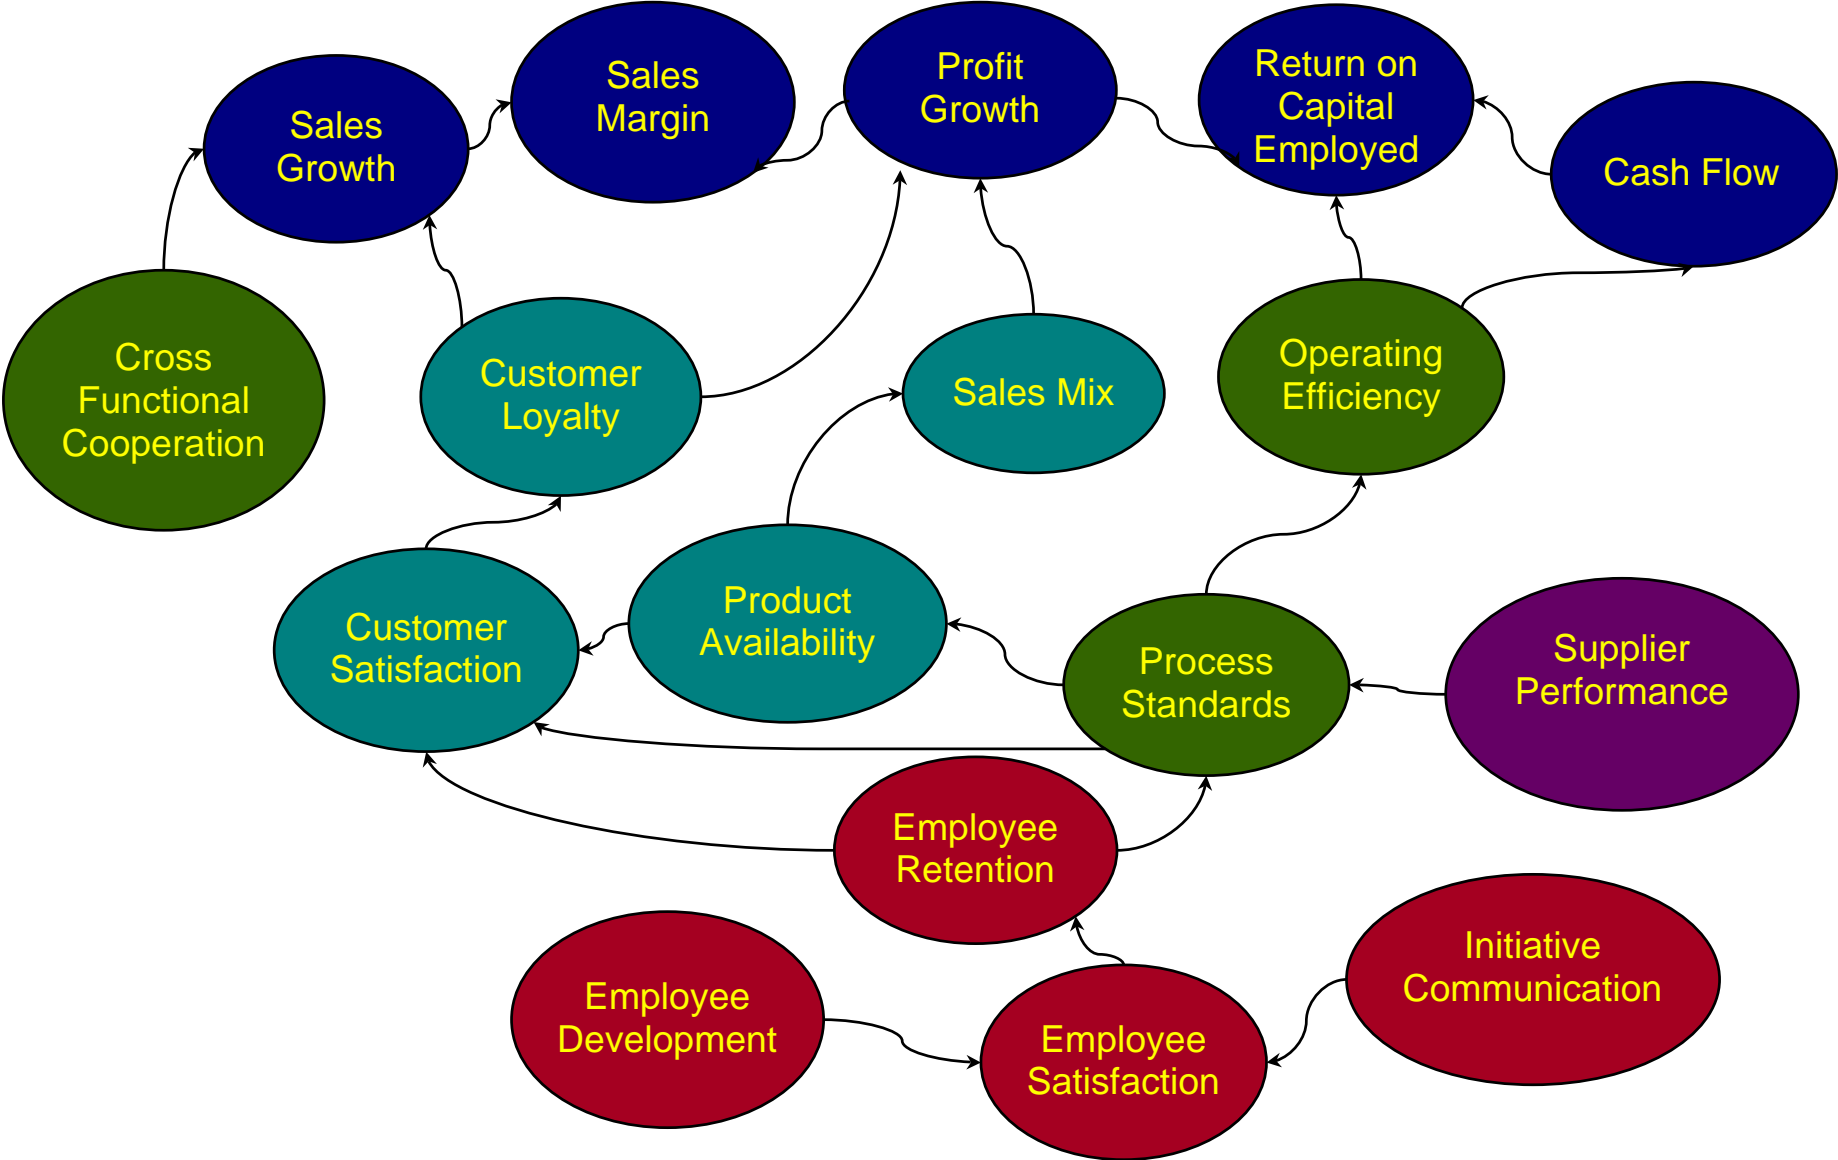 Sales
Growth
Sales
Margin
Profit
Growth
Return on
Capital
Employed
Cash Flow
Cross
Functional
Cooperation
Customer
Loyalty
Sales Mix
Operating
Efficiency
Customer
Satisfaction
Product
Availability
Process
Standards
Supplier
Performance
Employee
Retention
Employee
Development
Employee
Satisfaction
Initiative
Communication